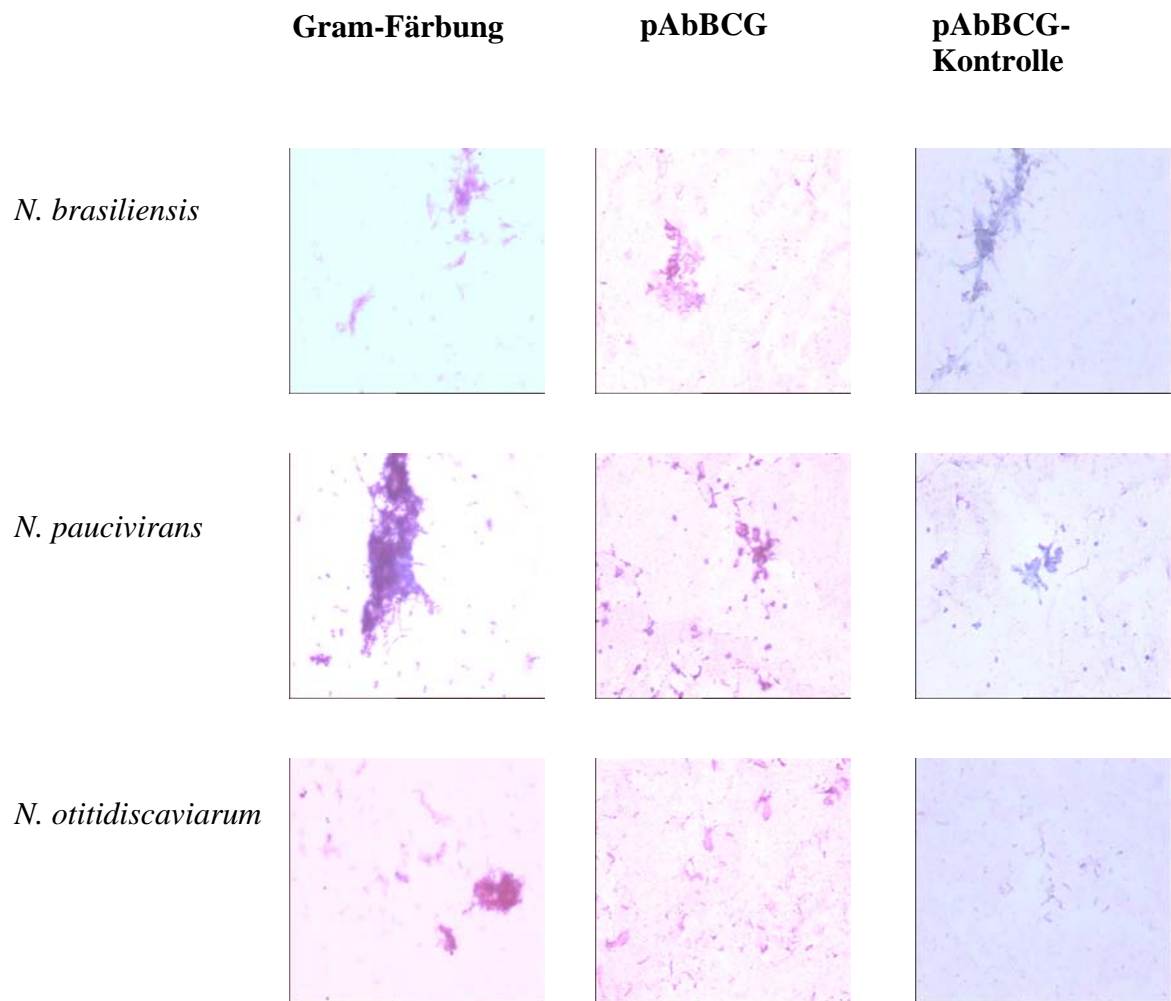 Gram-Färbung pAbBCG pAbBCG-
Kontrolle
N. brasiliensis
N. paucivirans
N. otitidiscaviarum